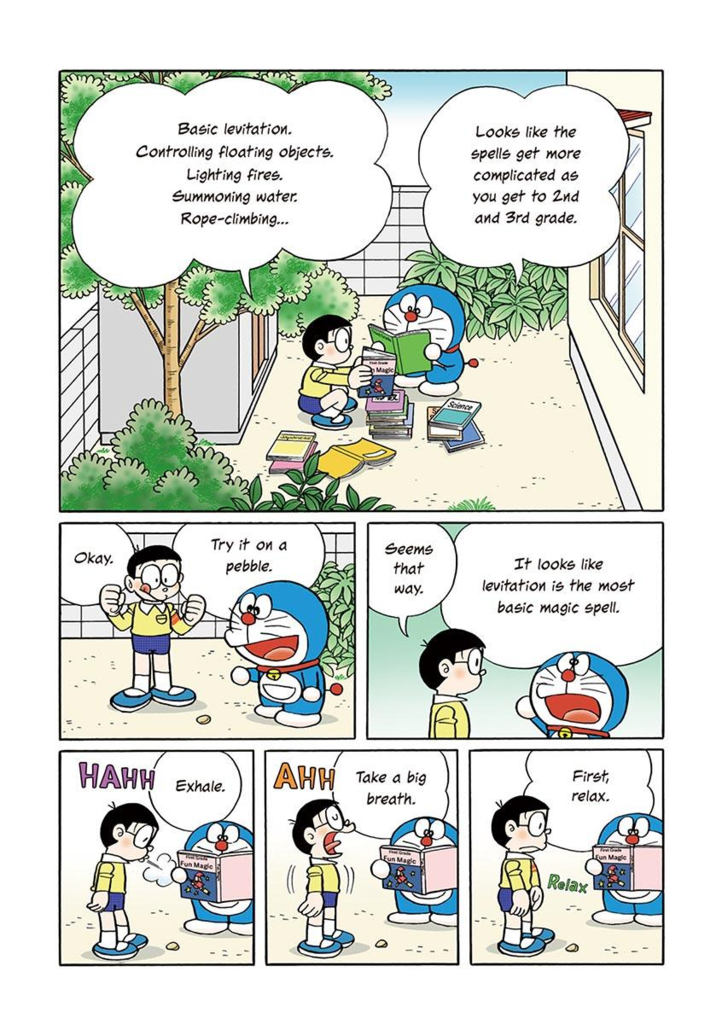 Looks like the
spells get more
complicated as
you get to 2nd
and 3rd grade.
Basic levitation.
Controlling floating objects.
Lighting fires.
Summoning water.
Rope-climbing...
First Grade
Magic
Science
It looks like
levitation is the most
basic magic spell.
Seems
that
way.
Try it on a
pebble.
Okay.
First,
relax.
First Grade
Fun Magic
Relax
Take a big
breath.
AHH
First Grade
Fun Magic
Exhale.
HAHH
First Grade
Fun Magic